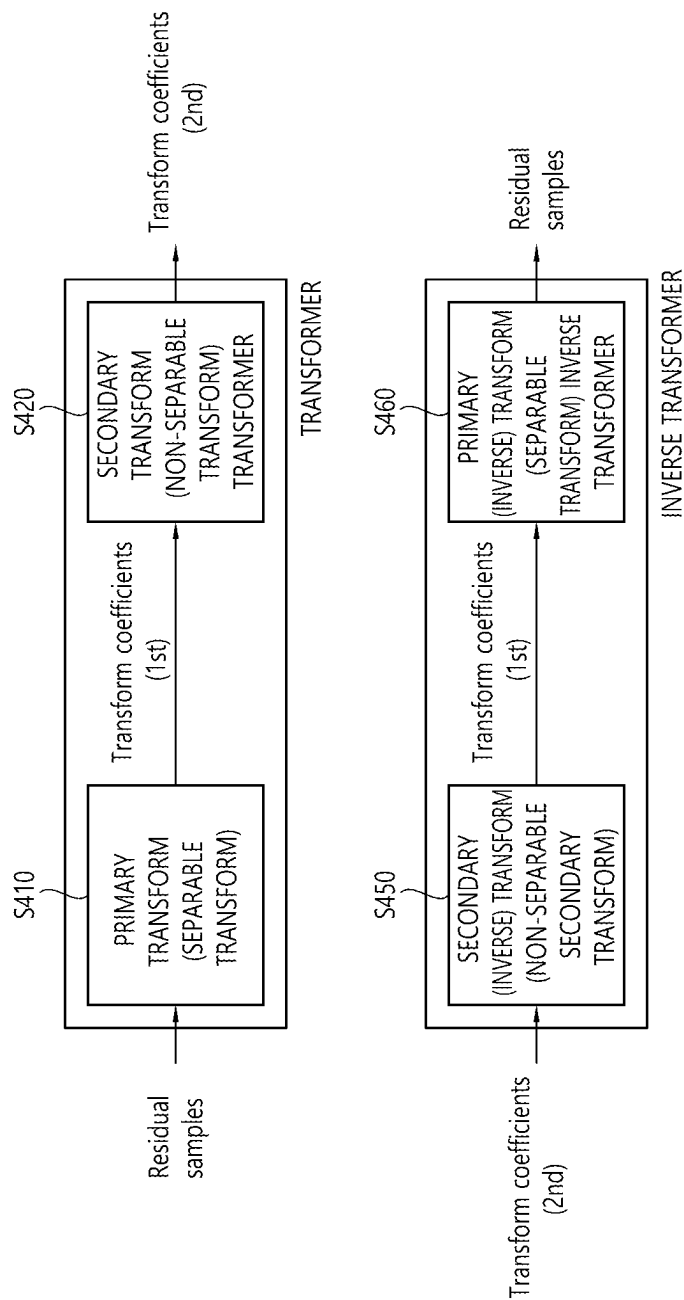 S410
S420
Residual
samples
PRIMARY
TRANSFORM
(SEPARABLE
TRANSFORM)
Transform coefficients
(1st)
SECONDARY
TRANSFORM
(NON-SEPARABLE
TRANSFORM)
TRANSFORMER
Transform coefficients
(2nd)
TRANSFORMER
S450
S460
Transform coefficients
(2nd)
SECONDARY
(INVERSE) TRANSFORM
(NON-SEPARABLE
SECONDARY
TRANSFORM)
Transform coefficients
(1st)
PRIMARY
(INVERSE) TRANSFORM
(SEPARABLE
TRANSFORM) INVERSE
TRANSFORMER
Residual
samples
INVERSE TRANSFORMER